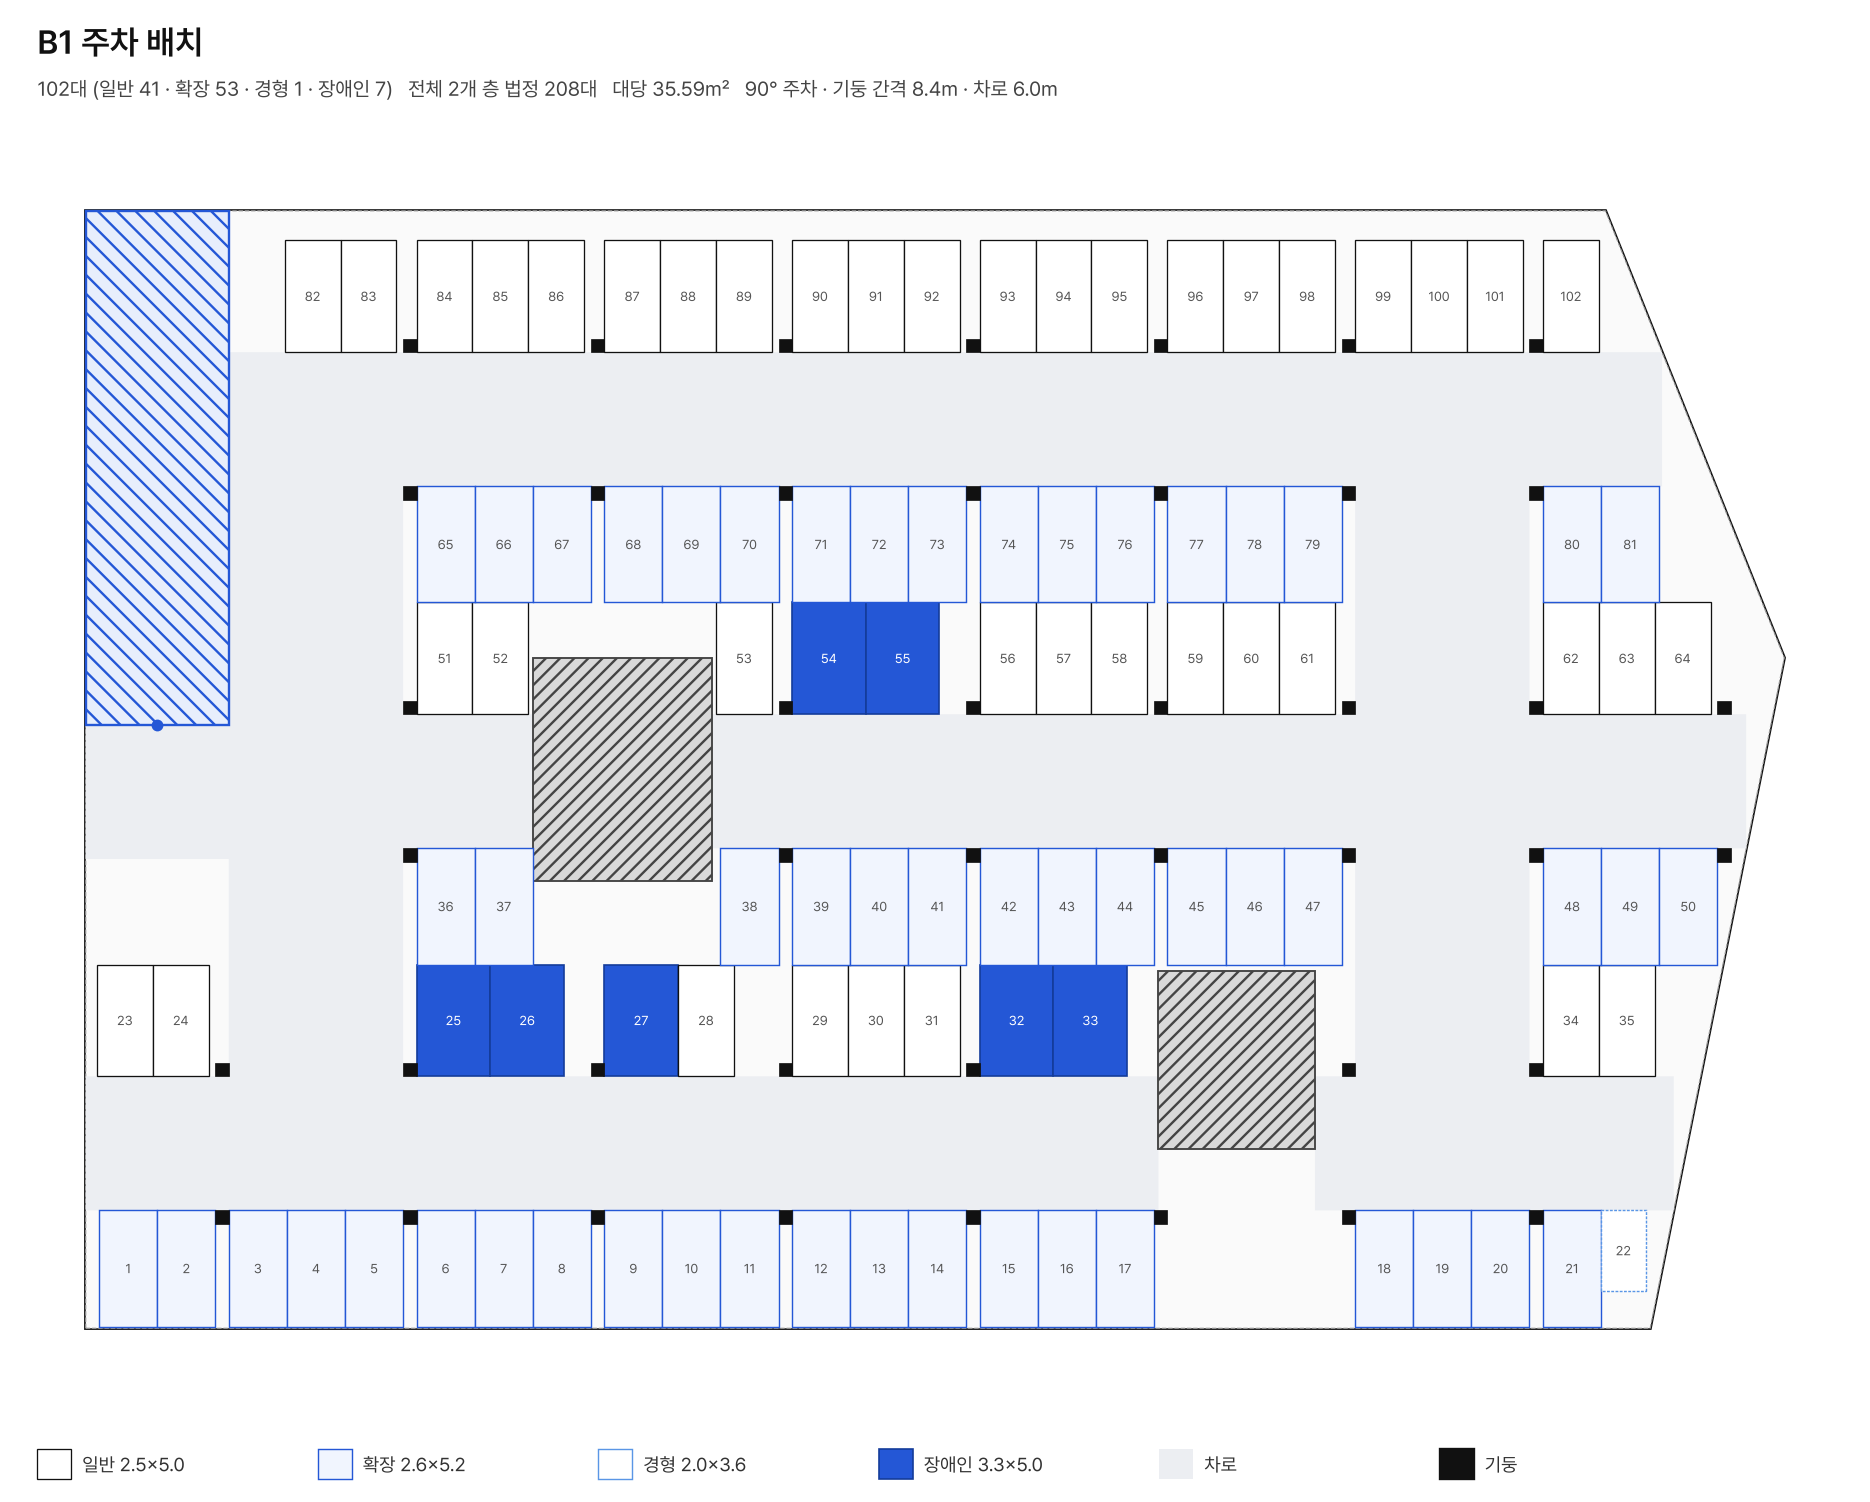 B1 주차 배치
102대 (일반 41 · 확장 53 · 경형 1 · 장애인 7) 전체 2개 층 법정 208대 대당 35.59m² 90° 주차 · 기둥 간격 8.4m · 차로 6.0m
82 83 84 85 86 87 88 89 90 91 92 93 94 95 96 97 98 99 100 101 102
65 66 67 68 69 70 71 72 73 74 75 76 77 78 79 80 81
51 52 53 54 55 56 57 58 59 60 61 62 63 64
36 37 38 39 40 41 42 43 44 45 46 47 48 49 50
23 24 25 26 27 28 29 30 31 32 33 34 35
1 2 3 4 5 6 7 8 9 10 11 12 13 14 15 16 17 18 19 20 21 22
일반 2.5×5.0 확장 2.6×5.2 경형 2.0×3.6 장애인 3.3×5.0 차로 기둥